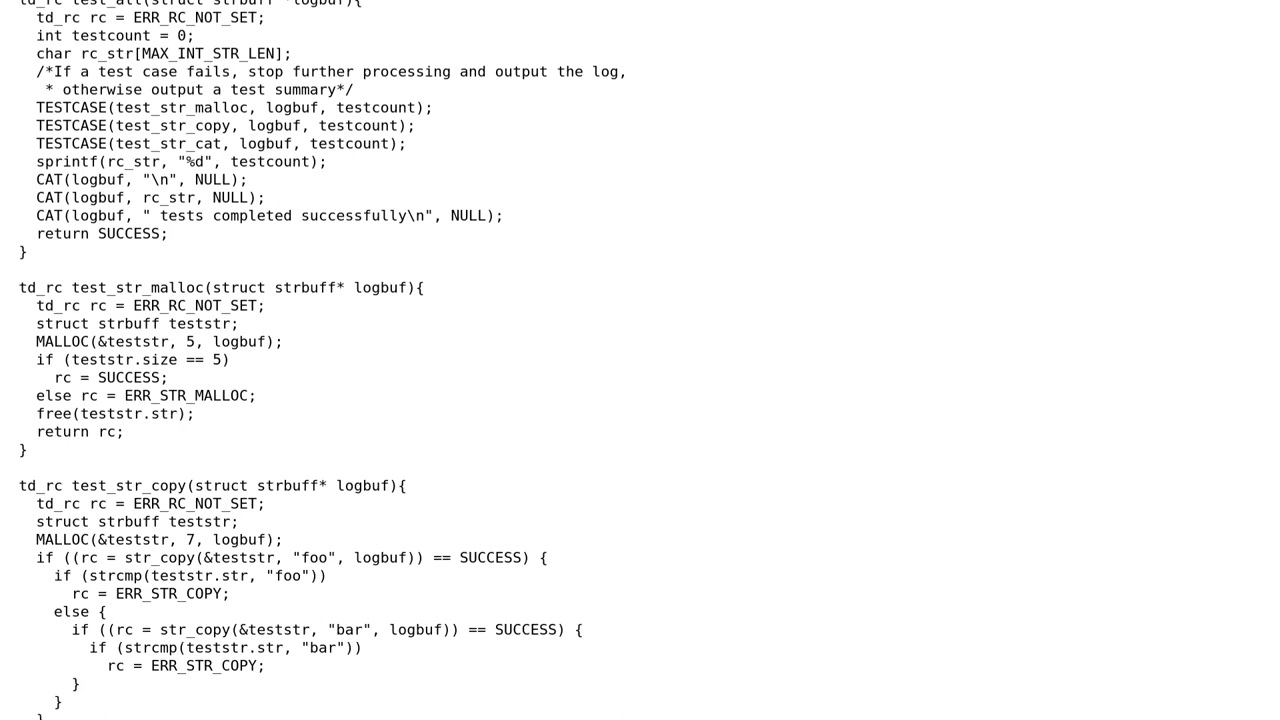 td_rc test_all(struct strbuff *logbuf){
  td_rc rc = ERR_RC_NOT_SET;
  int testcount = 0;
  char rc_str[MAX_INT_STR_LEN];
  /*If a test case fails, stop further processing and output the log,
   * otherwise output a test summary*/
  TESTCASE(test_str_malloc, logbuf, testcount);
  TESTCASE(test_str_copy, logbuf, testcount);
  TESTCASE(test_str_cat, logbuf, testcount);
  sprintf(rc_str, "%d", testcount);
  CAT(logbuf, "\n", NULL);
  CAT(logbuf, rc_str, NULL);
  CAT(logbuf, " tests completed successfully\n", NULL);
  return SUCCESS;
}

td_rc test_str_malloc(struct strbuff* logbuf){
  td_rc rc = ERR_RC_NOT_SET;
  struct strbuff teststr;
  MALLOC(&teststr, 5, logbuf);
  if (teststr.size == 5)
    rc = SUCCESS;
  else rc = ERR_STR_MALLOC;
  free(teststr.str);
  return rc;
}

td_rc test_str_copy(struct strbuff* logbuf){
  td_rc rc = ERR_RC_NOT_SET;
  struct strbuff teststr;
  MALLOC(&teststr, 7, logbuf);
  if ((rc = str_copy(&teststr, "foo", logbuf)) == SUCCESS) {
    if (strcmp(teststr.str, "foo"))
      rc = ERR_STR_COPY;
    else {
      if ((rc = str_copy(&teststr, "bar", logbuf)) == SUCCESS) {
        if (strcmp(teststr.str, "bar"))
          rc = ERR_STR_COPY;
      }
    }
  }